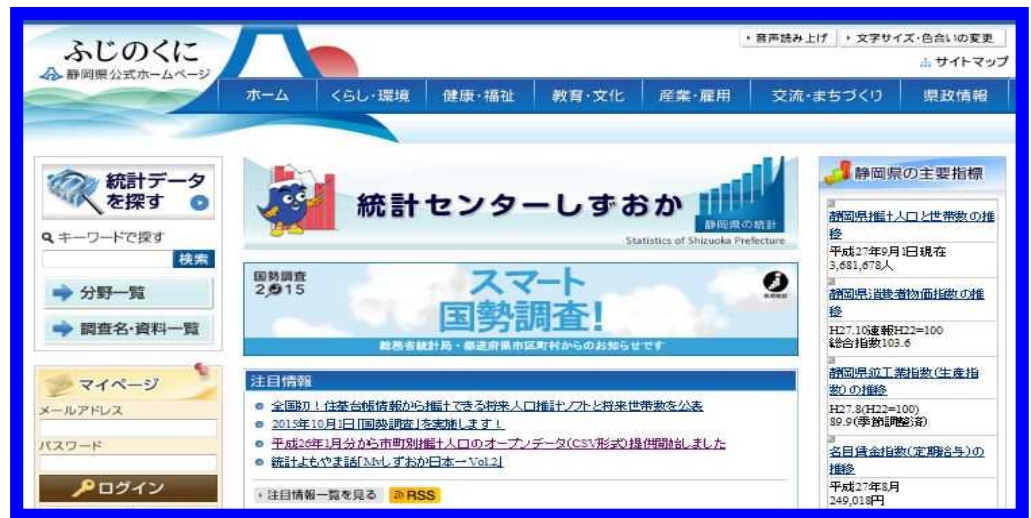 ふじのくに
静岡県公式ホームページ
音声読み上げ
文字サイズ・色合いの変更
サイトマップ
ホーム
くらし・環境
健康・福祉
教育・文化
産業・雇用
交流・まちづくり
県政情報
統計データ
を探す
キーワードで探す
検索
分野一覧
調査名・資料一覧
マイページ
メールアドレス
パスワード
ログイン
統計センターしずおか
静岡県の統計
Statistics of Shizuoka Prefecture
国勢調査
2015
スマート
国勢調査!
総務省統計局・都道府県市区町村からのお知らせです
注目情報
全国初!住基台帳情報から推計できる将来人口推計ソフトと将来世帯数を公表
2015年10月1日「国勢調査」を実施します!
平成26年1月分から市町別推計人口のオープンデータ(CSV形式)提供開始しました
統計よもやま話「Myしずおか日本一 Vol.2」
注目情報一覧を見る
RSS
静岡県の主要指標
静岡県推計人口と世帯数の推
移
平成27年9月1日現在
3,681,678人
静岡県消費者物価指数の推
移
H27.10速報H22=100
総合指数103.6
静岡県鉱工業指数(生産指
数)の推移
H27.8(H22=100)
89.9(季節調整済)
名目賃金指数(定期給与)の
推移
平成27年8月
249,018円